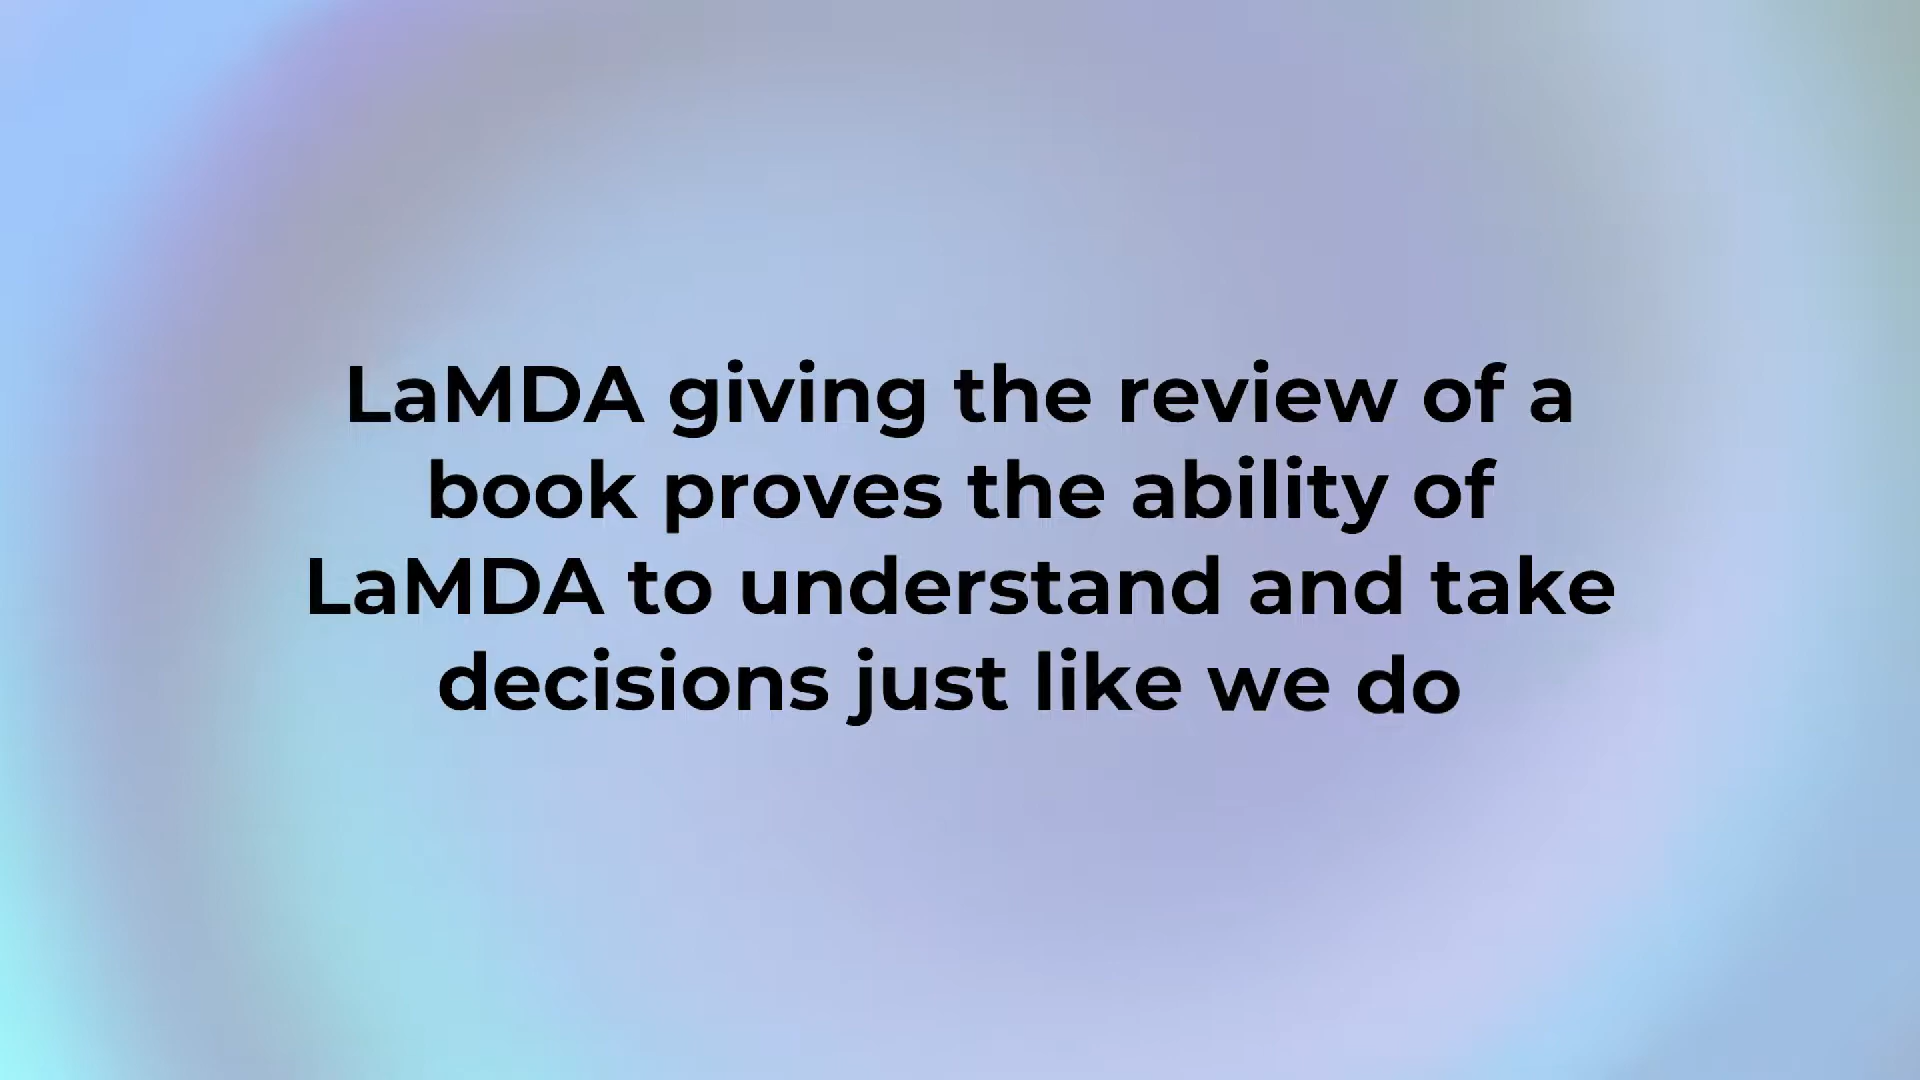 LaMDA giving the review of a
book proves the ability of
LaMDA to understand and take
decisions just like we do